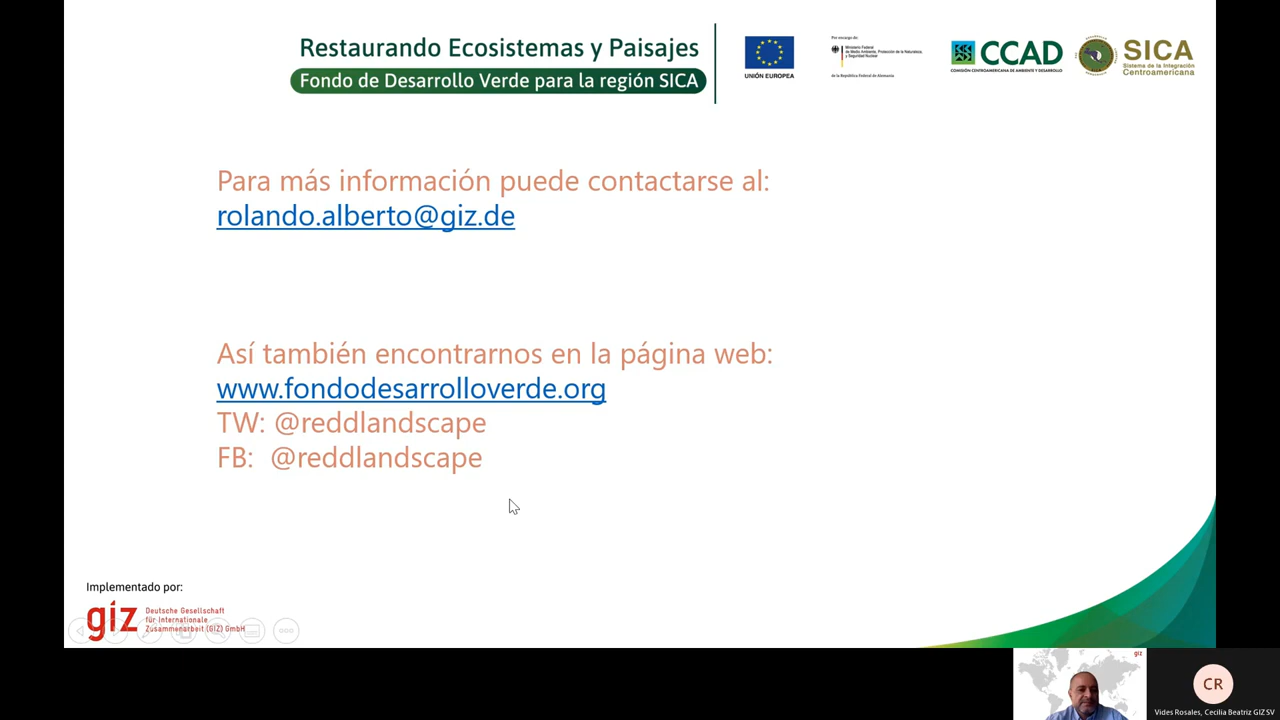 Restaurando Ecosistemas y Paisajes
Fondo de Desarrollo Verde para la región SICA
UNIÓN EUROPEA
Por encargo de:
Ministerio Federal
de Medio Ambiente, Protección de la Naturaleza,
y Seguridad Nuclear
de la República Federal de Alemania
CCAD
COMISIÓN CENTROAMERICANA DE AMBIENTE Y DESARROLLO
SICA
Sistema de la Integración
Centroamericana
Para más información puede contactarse al:
rolando.alberto@giz.de
Así también encontrarnos en la página web:
www.fondodesarrolloverde.org
TW: @reddlandscape
FB: @reddlandscape
Implementado por:
giz
Deutsche Gesellschaft
für Internationale
Zusammenarbeit (GIZ) GmbH
giz
CR
Vides Rosales, Cecilia Beatriz GIZ SV